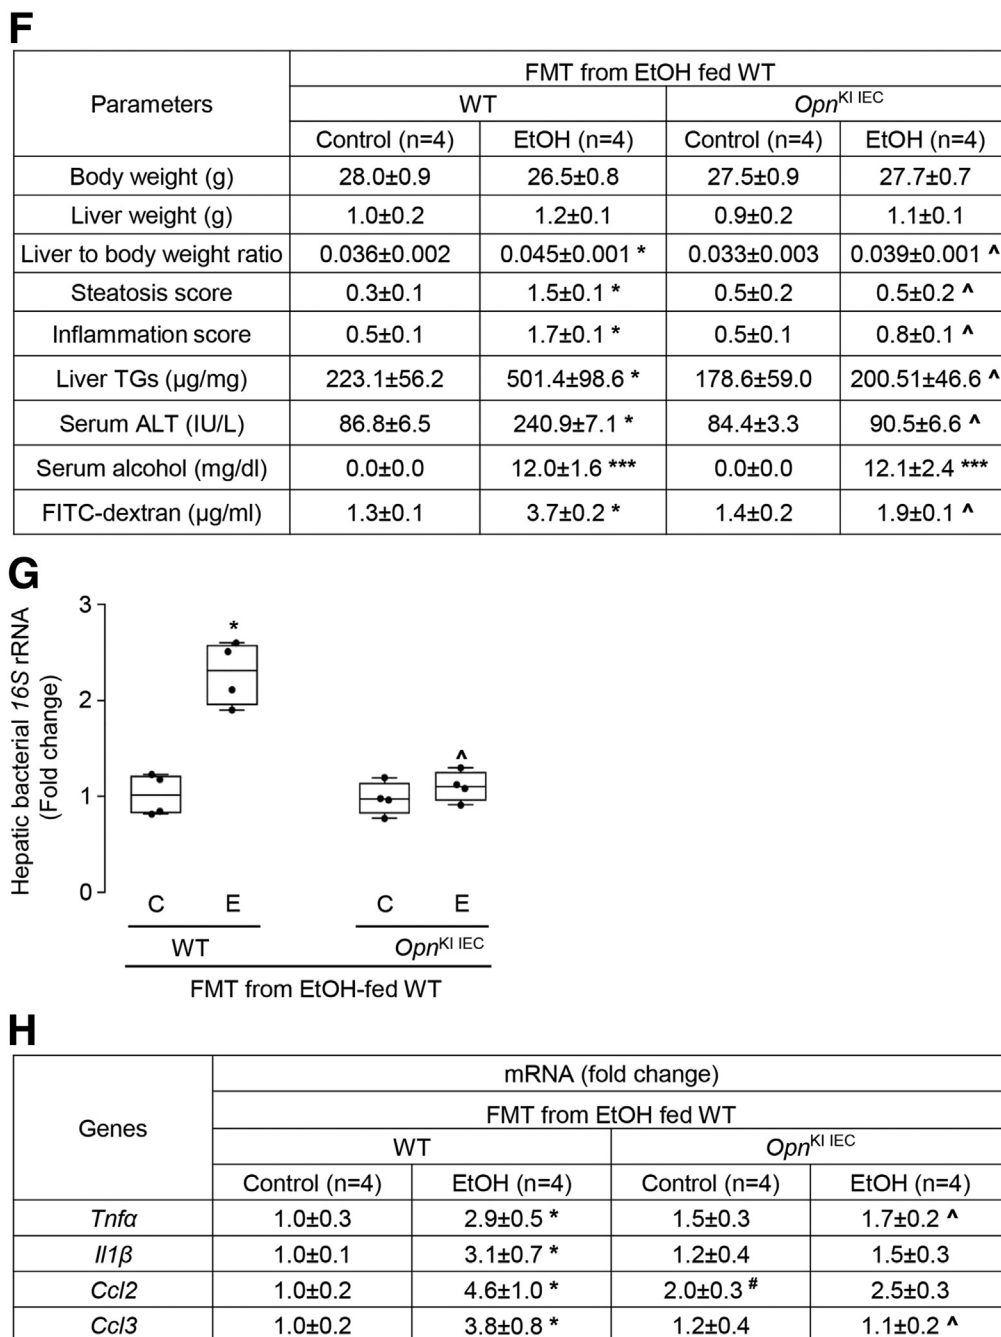 F
Parameters
FMT from EtOH fed WT
WT Opn^KI IEC
Control (n=4) EtOH (n=4) Control (n=4) EtOH (n=4)
Body weight (g) 28.0±0.9 26.5±0.8 27.5±0.9 27.7±0.7
Liver weight (g) 1.0±0.2 1.2±0.1 0.9±0.2 1.1±0.1
Liver to body weight ratio 0.036±0.002 0.045±0.001 * 0.033±0.003 0.039±0.001 ^
Steatosis score 0.3±0.1 1.5±0.1 * 0.5±0.2 0.5±0.2 ^
Inflammation score 0.5±0.1 1.7±0.1 * 0.5±0.1 0.8±0.1 ^
Liver TGs (µg/mg) 223.1±56.2 501.4±98.6 * 178.6±59.0 200.51±46.6 ^
Serum ALT (IU/L) 86.8±6.5 240.9±7.1 * 84.4±3.3 90.5±6.6 ^
Serum alcohol (mg/dl) 0.0±0.0 12.0±1.6 *** 0.0±0.0 12.1±2.4 ***
FITC-dextran (µg/ml) 1.3±0.1 3.7±0.2 * 1.4±0.2 1.9±0.1 ^
G
Hepatic bacterial 16S rRNA
(Fold change)
3
2
1
0
*
^
C E C E
WT Opn^KI IEC
FMT from EtOH-fed WT
H
Genes
mRNA (fold change)
FMT from EtOH fed WT
WT Opn^KI IEC
Control (n=4) EtOH (n=4) Control (n=4) EtOH (n=4)
Tnfα 1.0±0.3 2.9±0.5 * 1.5±0.3 1.7±0.2 ^
Il1β 1.0±0.1 3.1±0.7 * 1.2±0.4 1.5±0.3
Ccl2 1.0±0.2 4.6±1.0 * 2.0±0.3 # 2.5±0.3
Ccl3 1.0±0.2 3.8±0.8 * 1.2±0.4 1.1±0.2 ^